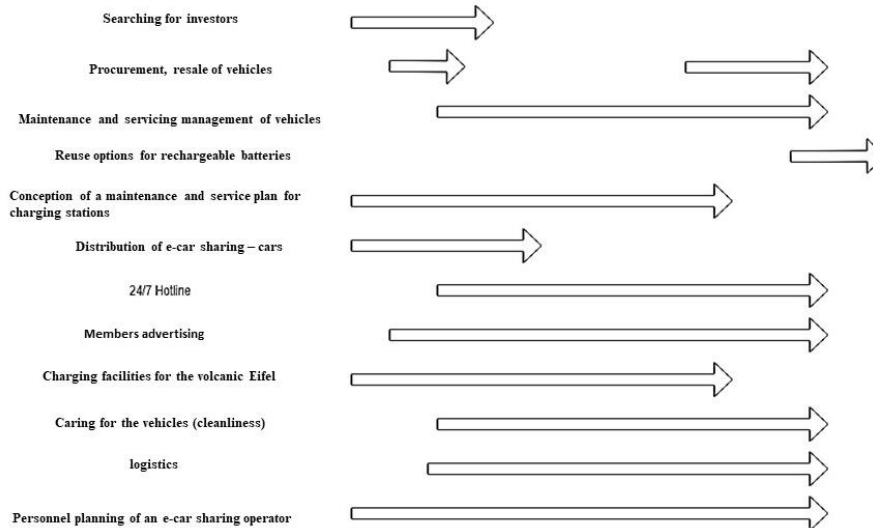 Searching for investors
Procurement, resale of vehicles
Maintenance and servicing management of vehicles
Reuse options for rechargeable batteries
Conception of a maintenance and service plan for
charging stations
Distribution of e-car sharing – cars
24/7 Hotline
Members advertising
Charging facilities for the volcanic Eifel
Caring for the vehicles (cleanliness)
logistics
Personnel planning of an e-car sharing operator